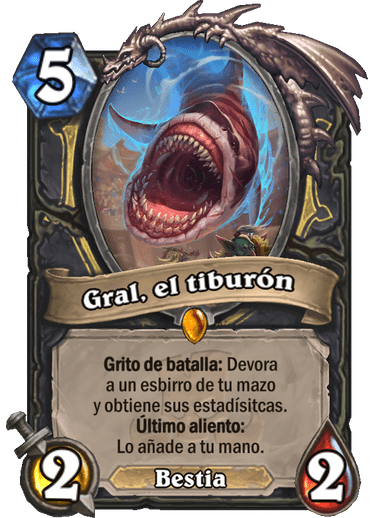 5
Gral, el tiburón
Grito de batalla: Devora
a un esbirro de tu mazo
y obtiene sus estadísitcas.
Último aliento:
Lo añade a tu mano.
2
Bestia
2